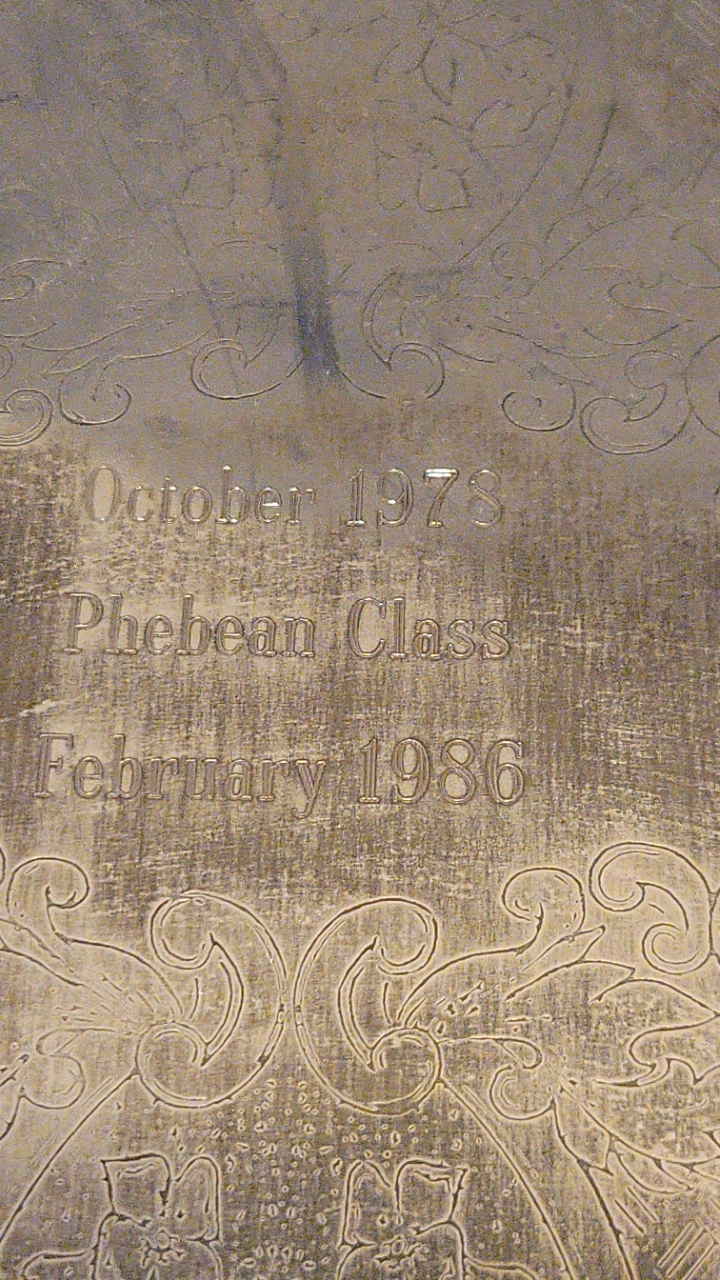 October 1978
Phebean Class
February 1986